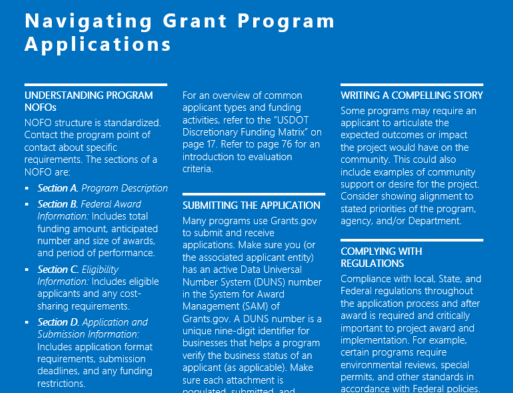 Navigating Grant Program
Applications
UNDERSTANDING PROGRAM
NOFOs
NOFO structure is standardized.
Contact the program point of
contact about specific
requirements. The sections of a
NOFO are:
▪ Section A. Program Description
▪ Section B. Federal Award
Information: Includes total
funding amount, anticipated
number and size of awards,
and period of performance.
▪ Section C. Eligibility
Information: Includes eligible
applicants and any cost-
sharing requirements.
▪ Section D. Application and
Submission Information:
Includes application format
requirements, submission
deadlines, and any funding
restrictions.
For an overview of common
applicant types and funding
activities, refer to the “USDOT
Discretionary Funding Matrix” on
page 17. Refer to page 76 for an
introduction to evaluation
criteria.
SUBMITTING THE APPLICATION
Many programs use Grants.gov
to submit and receive
applications. Make sure you (or
the associated applicant entity)
has an active Data Universal
Number System (DUNS) number
in the System for Award
Management (SAM) of
Grants.gov. A DUNS number is a
unique nine-digit identifier for
businesses that helps a program
verify the business status of an
applicant (as applicable). Make
sure each attachment is
populated, submitted, and
WRITING A COMPELLING STORY
Some programs may require an
applicant to articulate the
expected outcomes or impact
the project would have on the
community. This could also
include examples of community
support or desire for the project.
Consider showing alignment to
stated priorities of the program,
agency, and/or Department.
COMPLYING WITH
REGULATIONS
Compliance with local, State, and
Federal regulations throughout
the application process and after
award is required and critically
important to project award and
implementation. For example,
certain programs require
environmental reviews, special
permits, and other standards in
accordance with Federal policies.